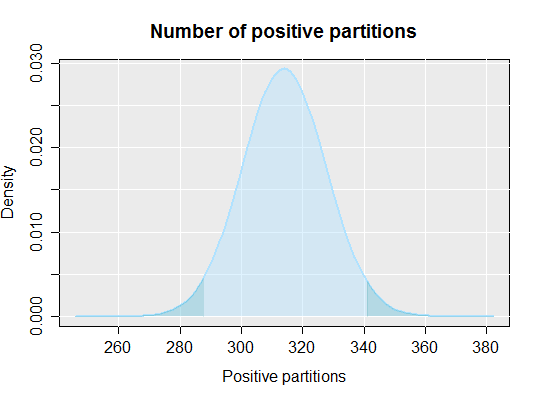 Number of positive partitions
Density
0.030
0.020
0.010
0.000
260 280 300 320 340 360 380
Positive partitions